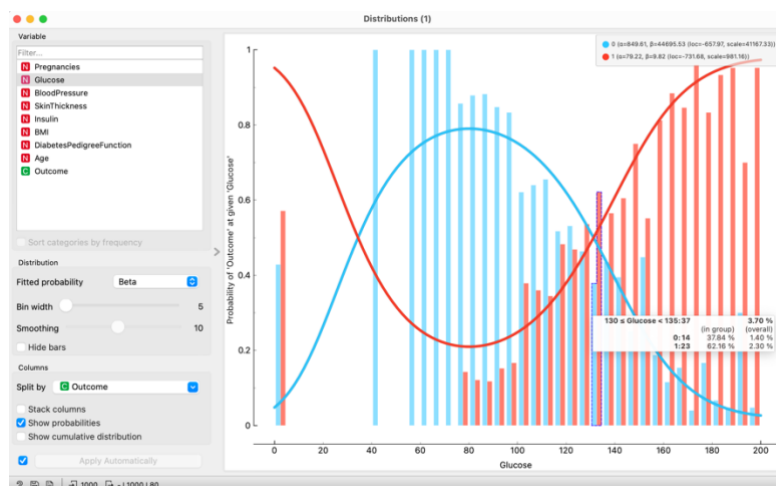 Distributions (1)
Variable
Filter...
N Pregnancies
N Glucose
N BloodPressure
N SkinThickness
N Insulin
N BMI
N DiabetesPedigreeFunction
N Age
C Outcome
Sort categories by frequency
Distribution
Fitted probability Beta
Bin width 5
Smoothing 10
Hide bars
Columns
Split by C Outcome
Stack columns
Show probabilities
Show cumulative distribution
Apply Automatically
1000 - | 1000 | 80
0 (α=849.61, β=44695.53 (loc=-657.97, scale=41167.33))
1 (α=79.22, β=9.82 (loc=-731.68, scale=991.16))
Probability of 'Outcome' at given 'Glucose'
1
0.8
0.6
0.4
0.2
0
130 ≤ Glucose < 135:37 3.70 %
(in group) (overall)
0:14 37.84 % 1.40 %
1:23 62.16 % 2.30 %
0 20 40 60 80 100 120 140 160 180 200
Glucose